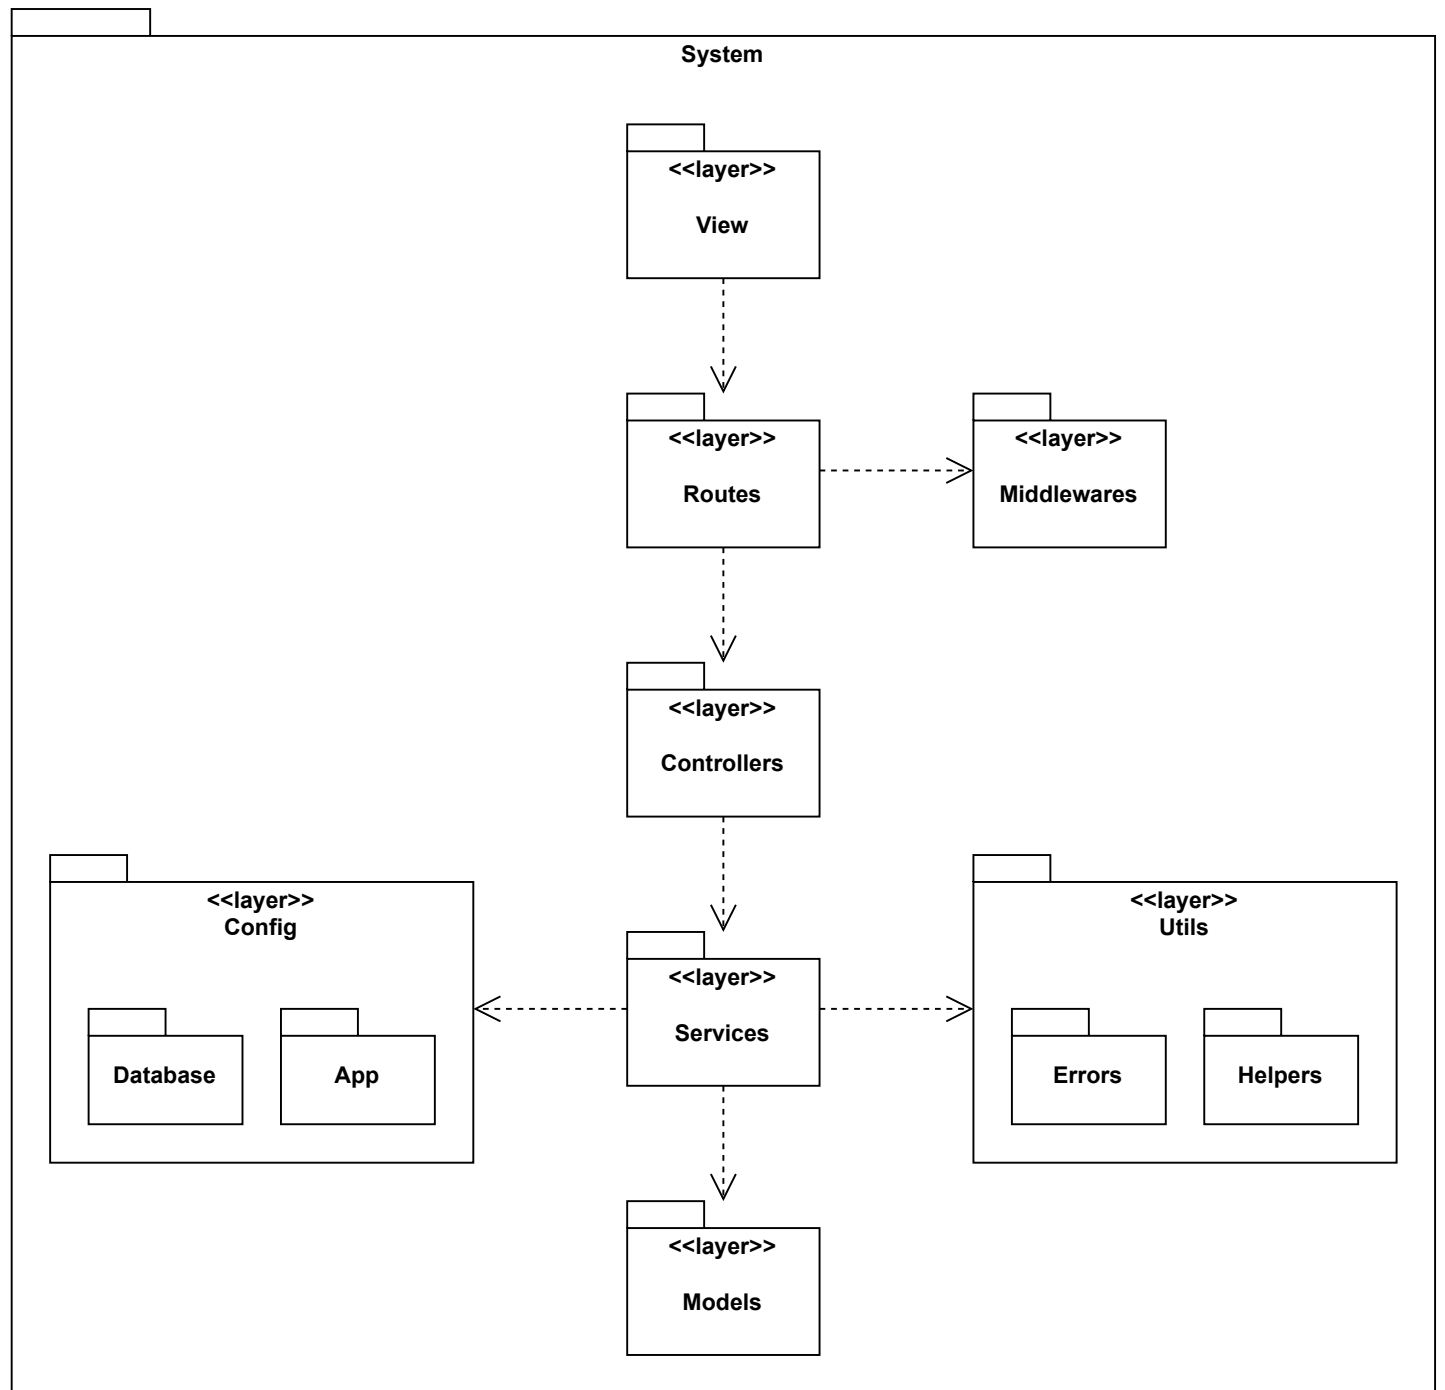 System
<<layer>>
View
<<layer>>
Routes
<<layer>>
Middlewares
<<layer>>
Controllers
<<layer>>
Config
Database
App
<<layer>>
Services
<<layer>>
Utils
Errors
Helpers
<<layer>>
Models